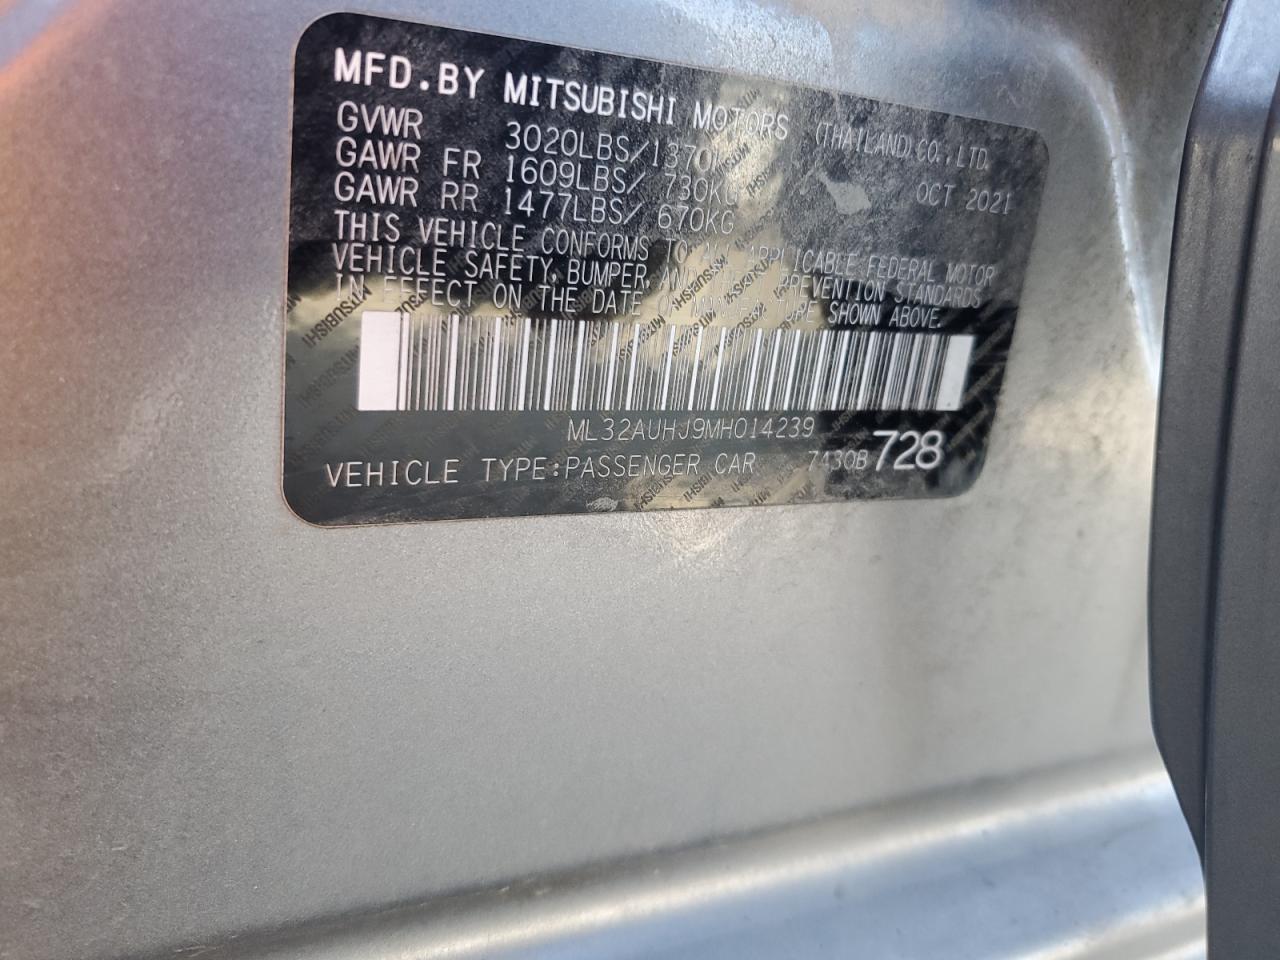 MFD.BY MITSUBISHI MOTORS (THAILAND) CO., LTD.
GVWR 3020LBS/1370KG OCT 2021
GAWR FR 1609LBS/ 730KG
GAWR RR 1477LBS/ 670KG
THIS VEHICLE CONFORMS TO ALL APPLICABLE FEDERAL MOTOR
VEHICLE SAFETY, BUMPER, AND THEFT PREVENTION STANDARDS
IN EFFECT ON THE DATE OF MANUFACTURE SHOWN ABOVE.
ML32AUHJ9MH014239
VEHICLE TYPE:PASSENGER CAR 7430B728